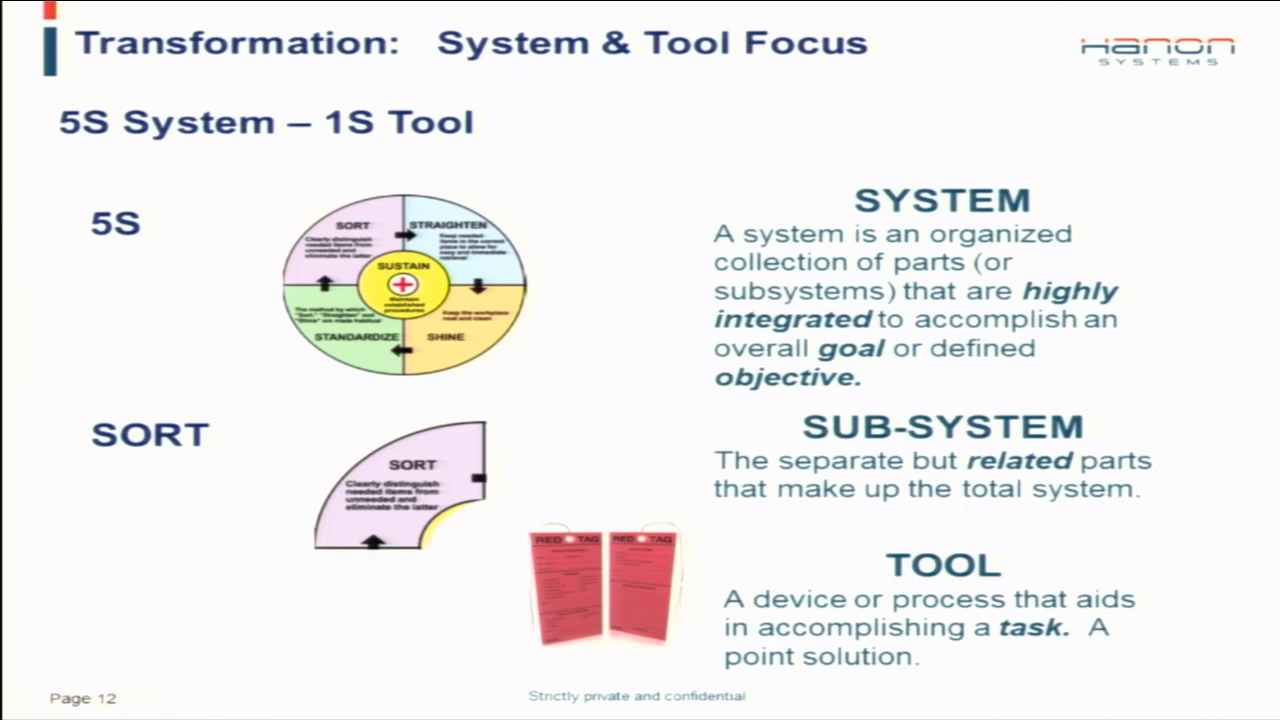 Transformation: System & Tool Focus
Hanon
SYSTEMS
5S System – 1S Tool
5S
SORT
Clearly distinguish
needed items from
unneeded and
eliminate the latter
STRAIGHTEN
Keep needed
items in the correct
place to allow for
easy and immediate
retrieval
SUSTAIN
Maintain
established
procedures
The method by which
"Sort," "Straighten" and
"Shine" are made habitual
STANDARDIZE
Keep the workplace
neat and clean
SHINE
SYSTEM
A system is an organized
collection of parts (or
subsystems) that are highly
integrated to accomplish an
overall goal or defined
objective.
SORT
SORT
Clearly distinguish
needed items from
unneeded and
eliminate the latter
SUB-SYSTEM
The separate but related parts
that make up the total system.
RED TAG
RED TAG
TOOL
A device or process that aids
in accomplishing a task. A
point solution.
Page 12
Strictly private and confidential